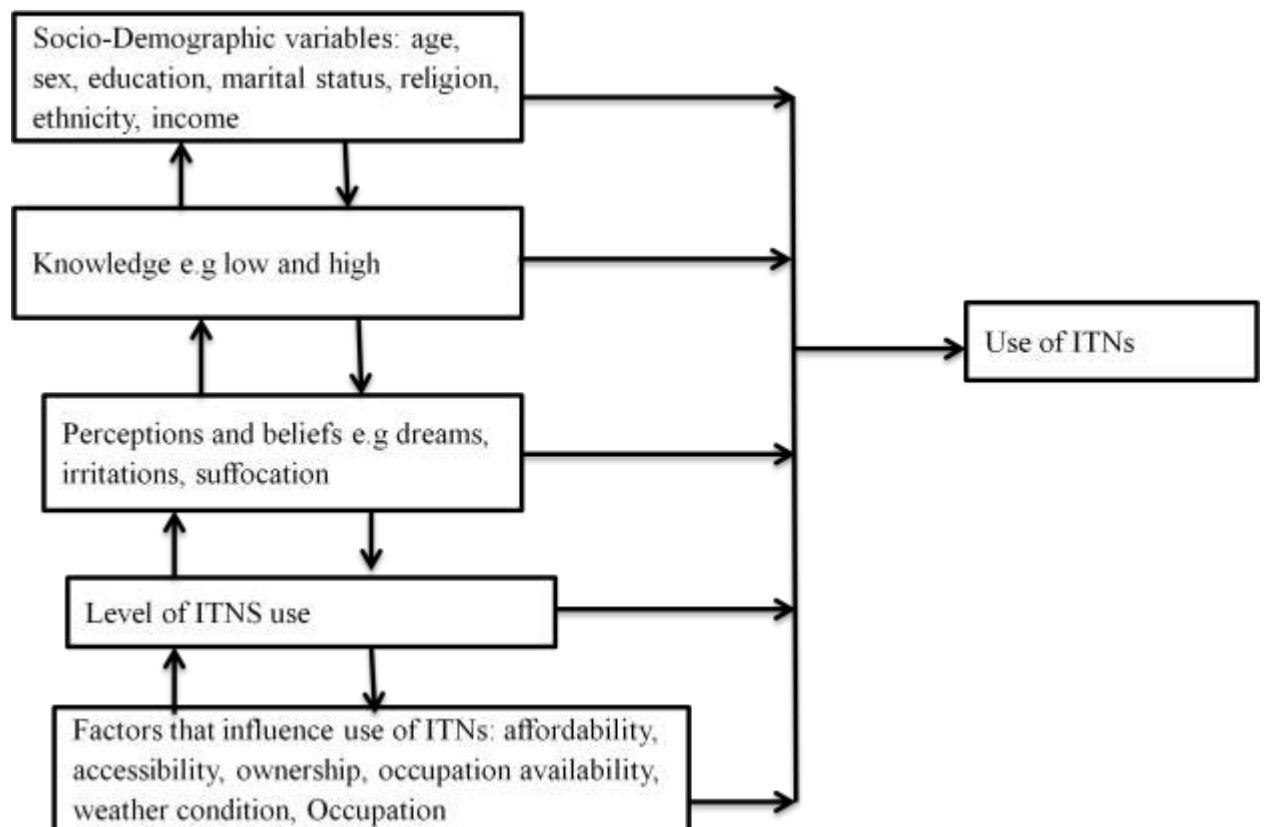 Socio-Demographic variables: age,
sex, education, marital status, religion,
ethnicity, income
Knowledge e.g low and high
Use of ITNs
Perceptions and beliefs e.g dreams,
irritations, suffocation
Level of ITNS use
Factors that influence use of ITNs: affordability,
accessibility, ownership, occupation availability,
weather condition, Occupation